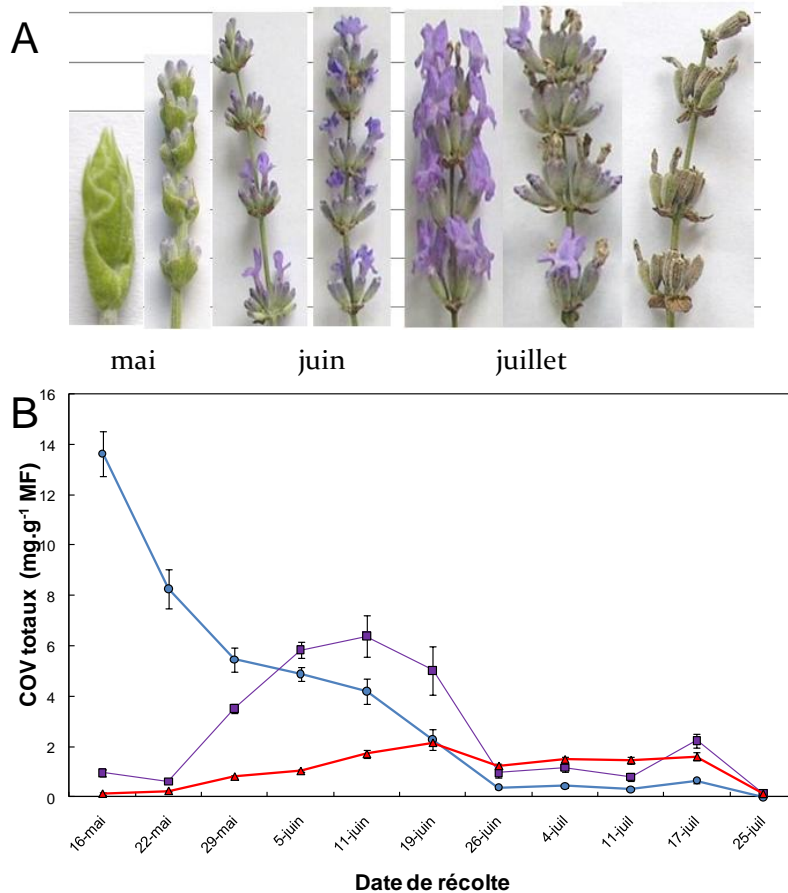 A
mai juin juillet
B
COV totaux (mg.g⁻¹ MF)
16
14
12
10
8
6
4
2
0
16-mai 22-mai 29-mai 5-juin 11-juin 19-juin 26-juin 4-juil 11-juil 17-juil 25-juil
Date de récolte